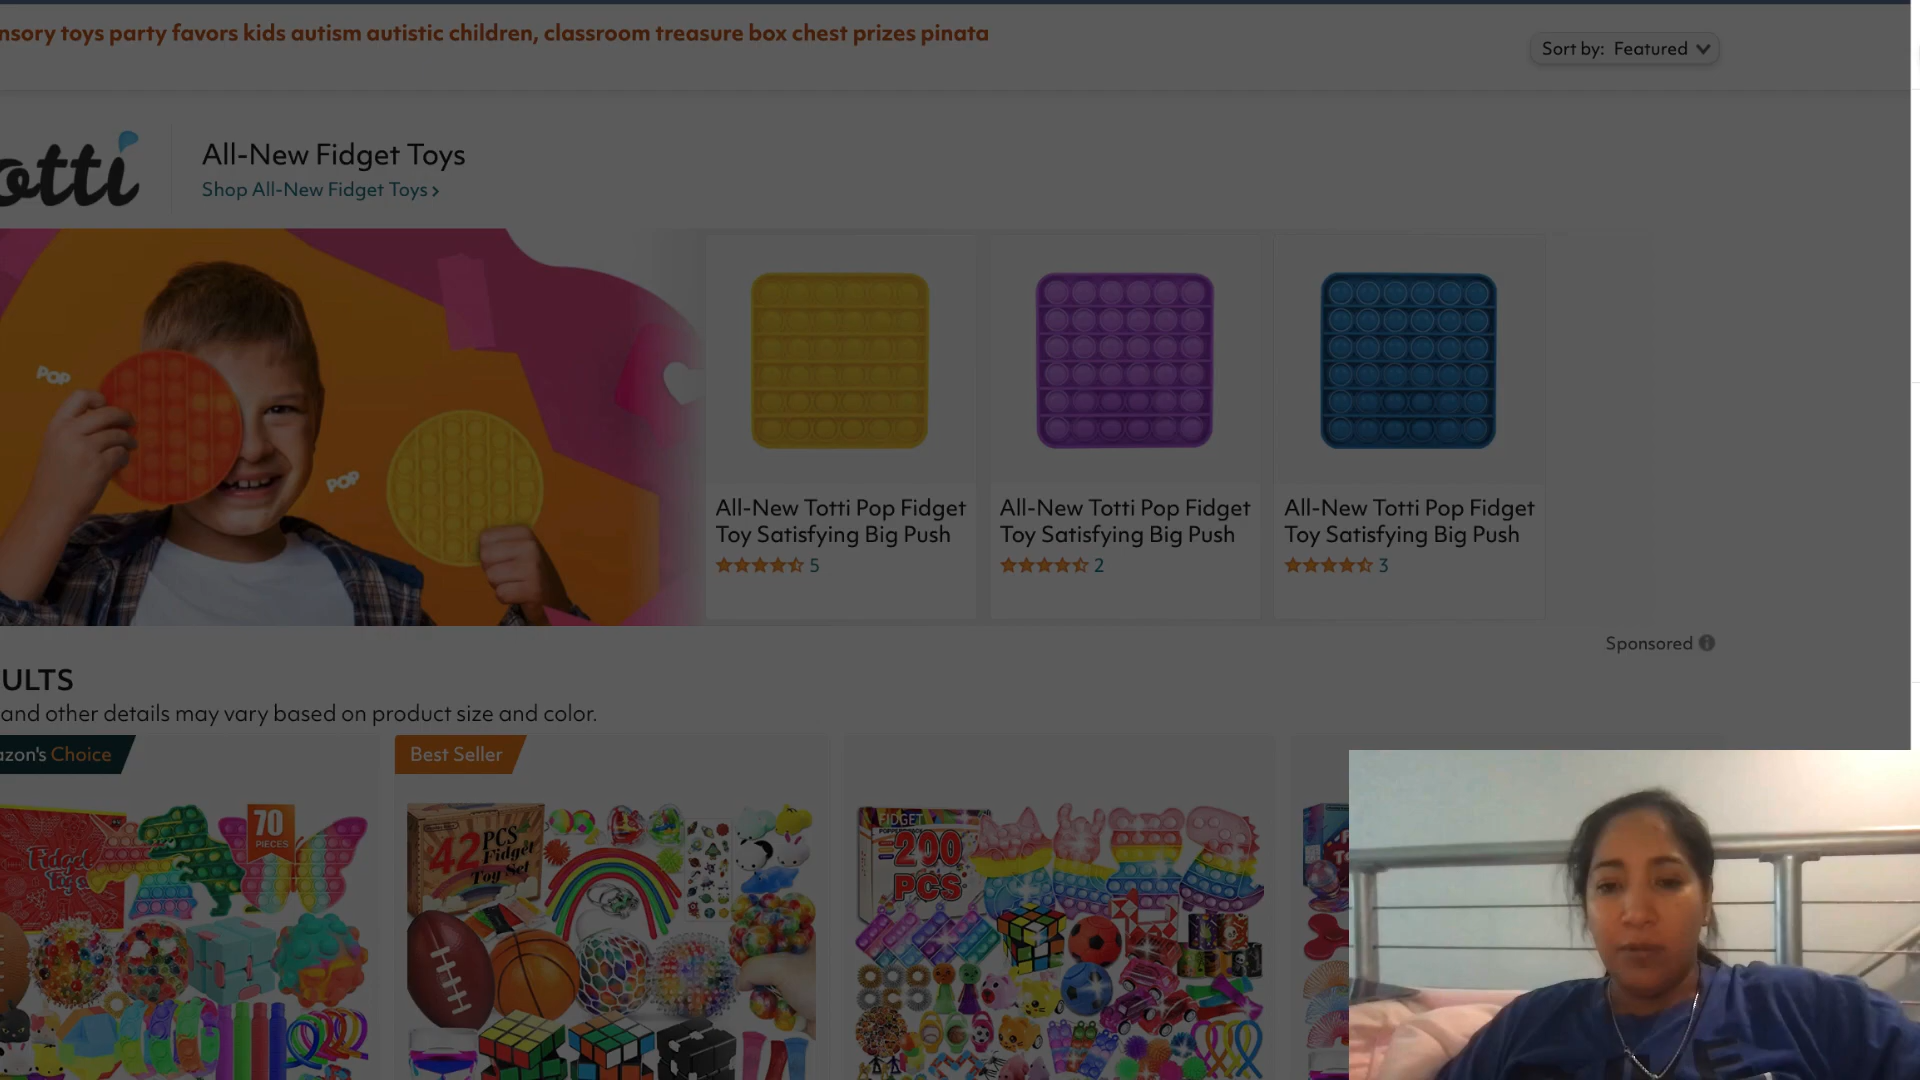 nsory toys party favors kids autism autistic children, classroom treasure box chest prizes pinata
Sort by: Featured
otti
All-New Fidget Toys
Shop All-New Fidget Toys ›
POP
POP
All-New Totti Pop Fidget
Toy Satisfying Big Push
5
All-New Totti Pop Fidget
Toy Satisfying Big Push
2
All-New Totti Pop Fidget
Toy Satisfying Big Push
3
Sponsored
ULTS
and other details may vary based on product size and color.
azon's Choice
Best Seller
70
PIECES
Fidget
Toys
42 PCS
Fidget
Toy Set
FIDGET
200
PCS